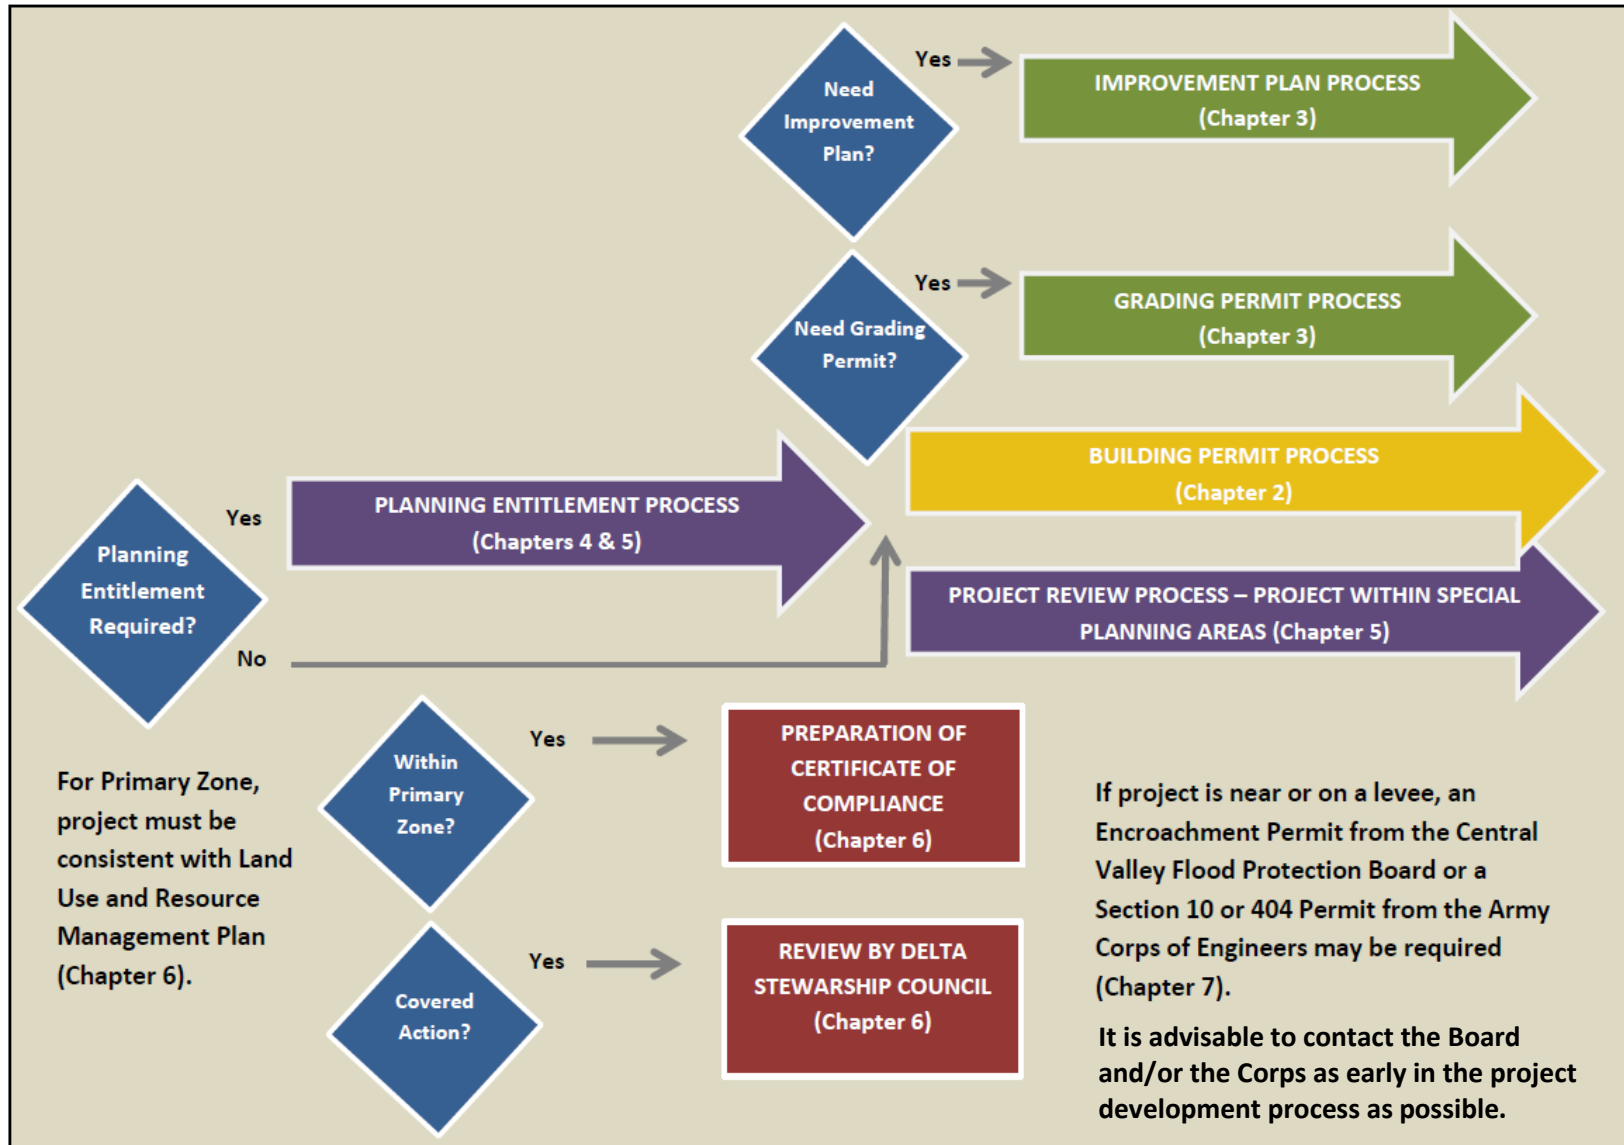 Need
Improvement
Plan?
Yes
IMPROVEMENT PLAN PROCESS
(Chapter 3)
Need Grading
Permit?
Yes
GRADING PERMIT PROCESS
(Chapter 3)
BUILDING PERMIT PROCESS
(Chapter 2)
Planning
Entitlement
Required?
Yes
PLANNING ENTITLEMENT PROCESS
(Chapters 4 & 5)
No
PROJECT REVIEW PROCESS – PROJECT WITHIN SPECIAL
PLANNING AREAS (Chapter 5)
For Primary Zone,
project must be
consistent with Land
Use and Resource
Management Plan
(Chapter 6).
Within
Primary
Zone?
Yes
PREPARATION OF
CERTIFICATE OF
COMPLIANCE
(Chapter 6)
Covered
Action?
Yes
REVIEW BY DELTA
STEWARSHIP COUNCIL
(Chapter 6)
If project is near or on a levee, an
Encroachment Permit from the Central
Valley Flood Protection Board or a
Section 10 or 404 Permit from the Army
Corps of Engineers may be required
(Chapter 7).
It is advisable to contact the Board
and/or the Corps as early in the project
development process as possible.